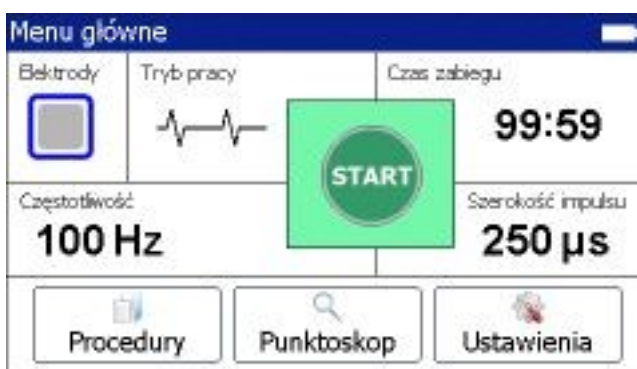 Menu główne
Elektrody
Tryb pracy
Czas zabiegu
99:59
START
Częstotliwość
100 Hz
Szerokość impulsu
250 µs
Procedury
Punktoskop
Ustawienia